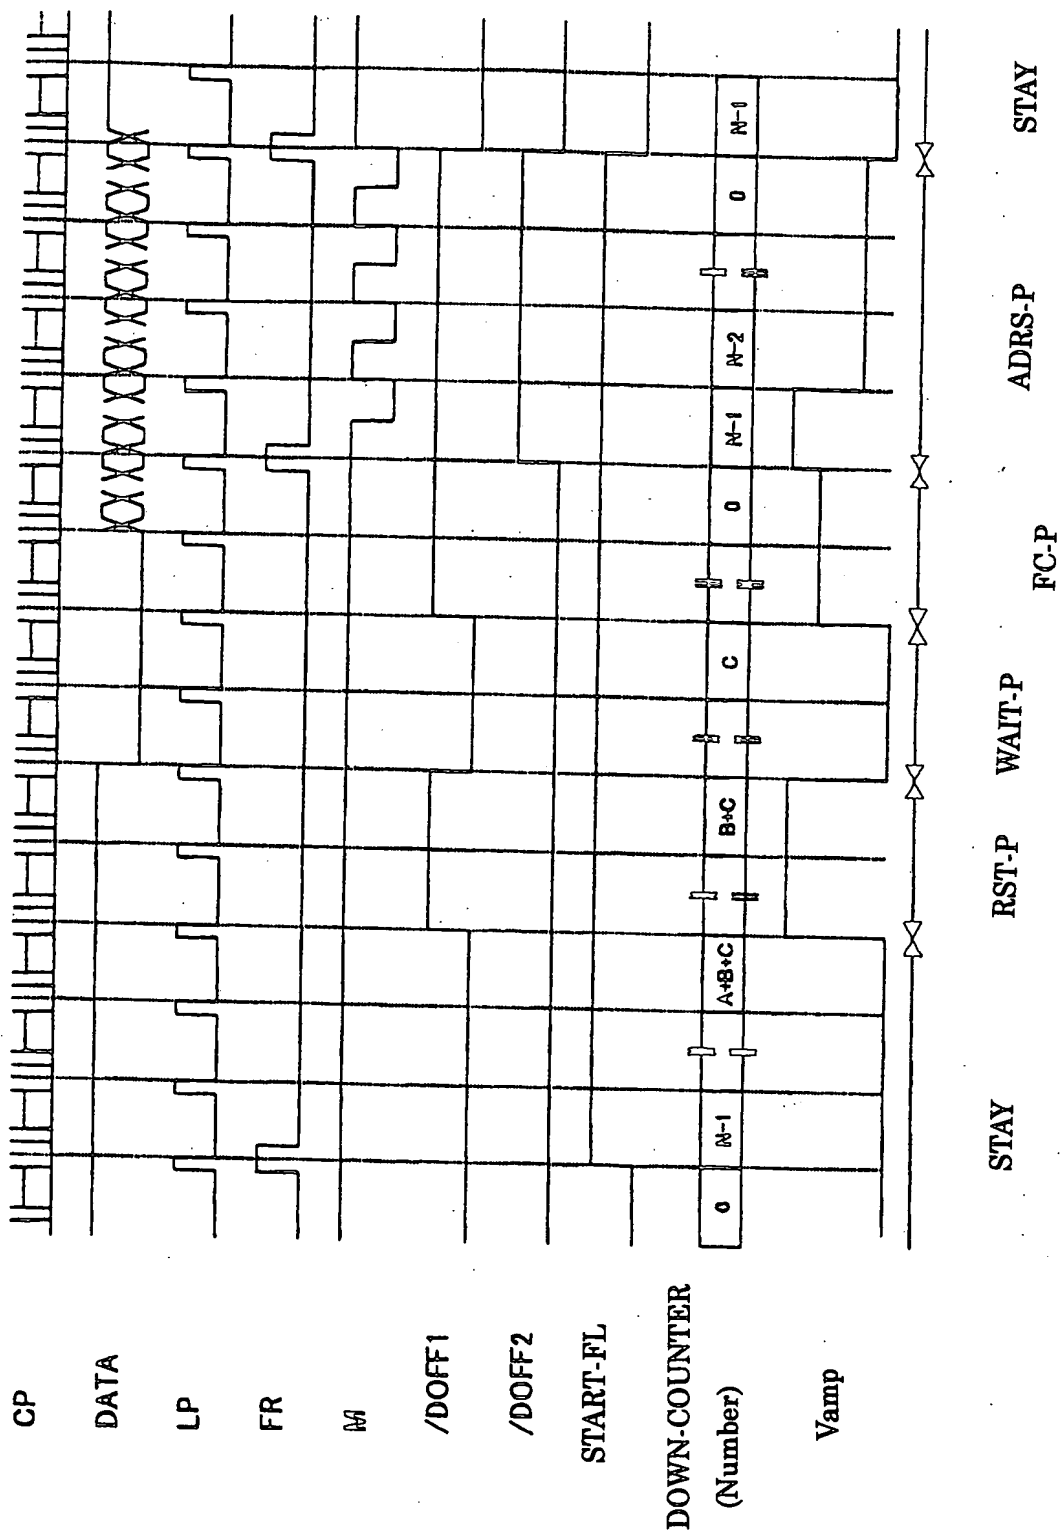 CP
DATA
LP
FR
M
/DOFF1
/DOFF2
START-FL
DOWN-COUNTER
(Number)
0
N-1
A+B+C
B+C
C
0
N-1
N-2
0
N-1
Vamp
STAY
RST-P
WAIT-P
FC-P
ADRS-P
STAY